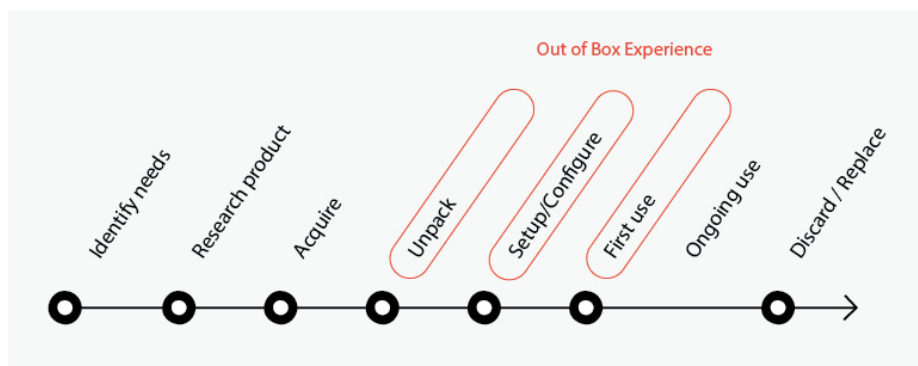 Out of Box Experience
Identify needs
Research product
Acquire
Unpack
Setup/Configure
First use
Ongoing use
Discard / Replace